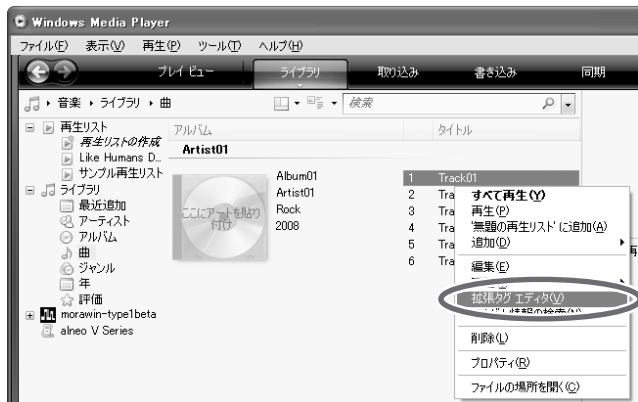 Windows Media Player
ファイル(F) 表示(V) 再生(P) ツール(T) ヘルプ(H)
プレイ ビュー ライブラリ 取り込み 書き込み 同期
音楽 ライブラリ 曲 検索
再生リスト
再生リストの作成
Like Humans D...
サンプル再生リスト
ライブラリ
最近追加
アーティスト
アルバム
曲
ジャンル
年
評価
morawin-type1beta
alneo V Series
アルバム タイトル
Artist01
ここにアートを貼り付け
Album01
Artist01
Rock
2008
1 Track01
2 Tra
3 Tra
4 Tra
5 Tra
6 Tra
すべて再生(Y)
再生(P)
'無題の再生リスト' に追加(A)
追加(D)
編集(E)
拡張タグ エディタ(V)
削除(L)
プロパティ(R)
ファイルの場所を開く(O)